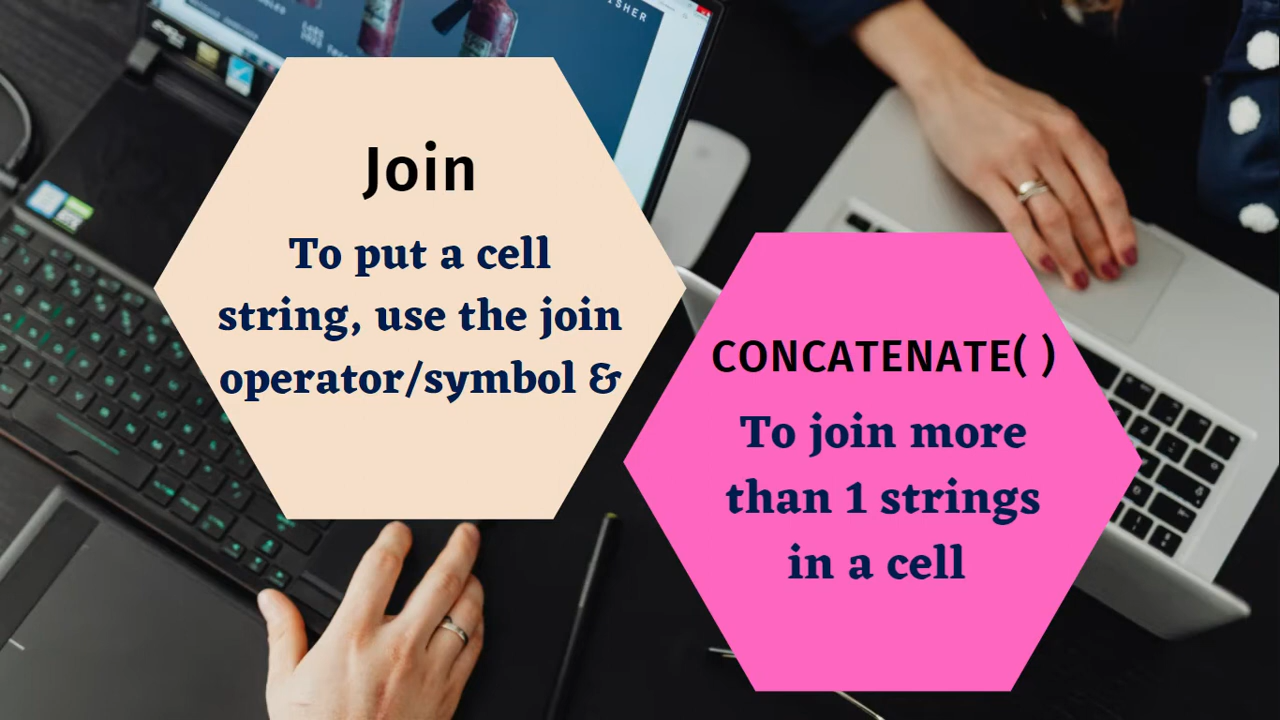 ISHER
Join
To put a cell
string, use the join
operator/symbol &
CONCATENATE( )
To join more
than 1 strings
in a cell